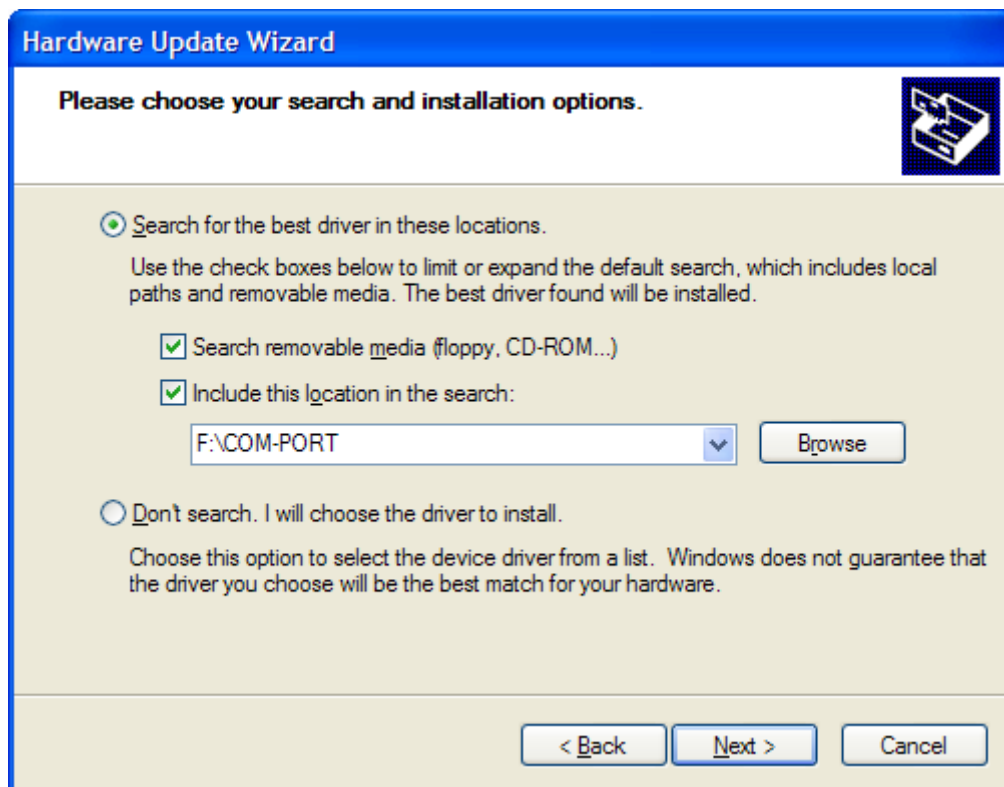 Hardware Update Wizard
Please choose your search and installation options.
Search for the best driver in these locations.
Use the check boxes below to limit or expand the default search, which includes local
paths and removable media. The best driver found will be installed.
Search removable media (floppy, CD-ROM...)
Include this location in the search:
F:\COM-PORT
Browse
Don't search. I will choose the driver to install.
Choose this option to select the device driver from a list. Windows does not guarantee that
the driver you choose will be the best match for your hardware.
< Back
Next >
Cancel